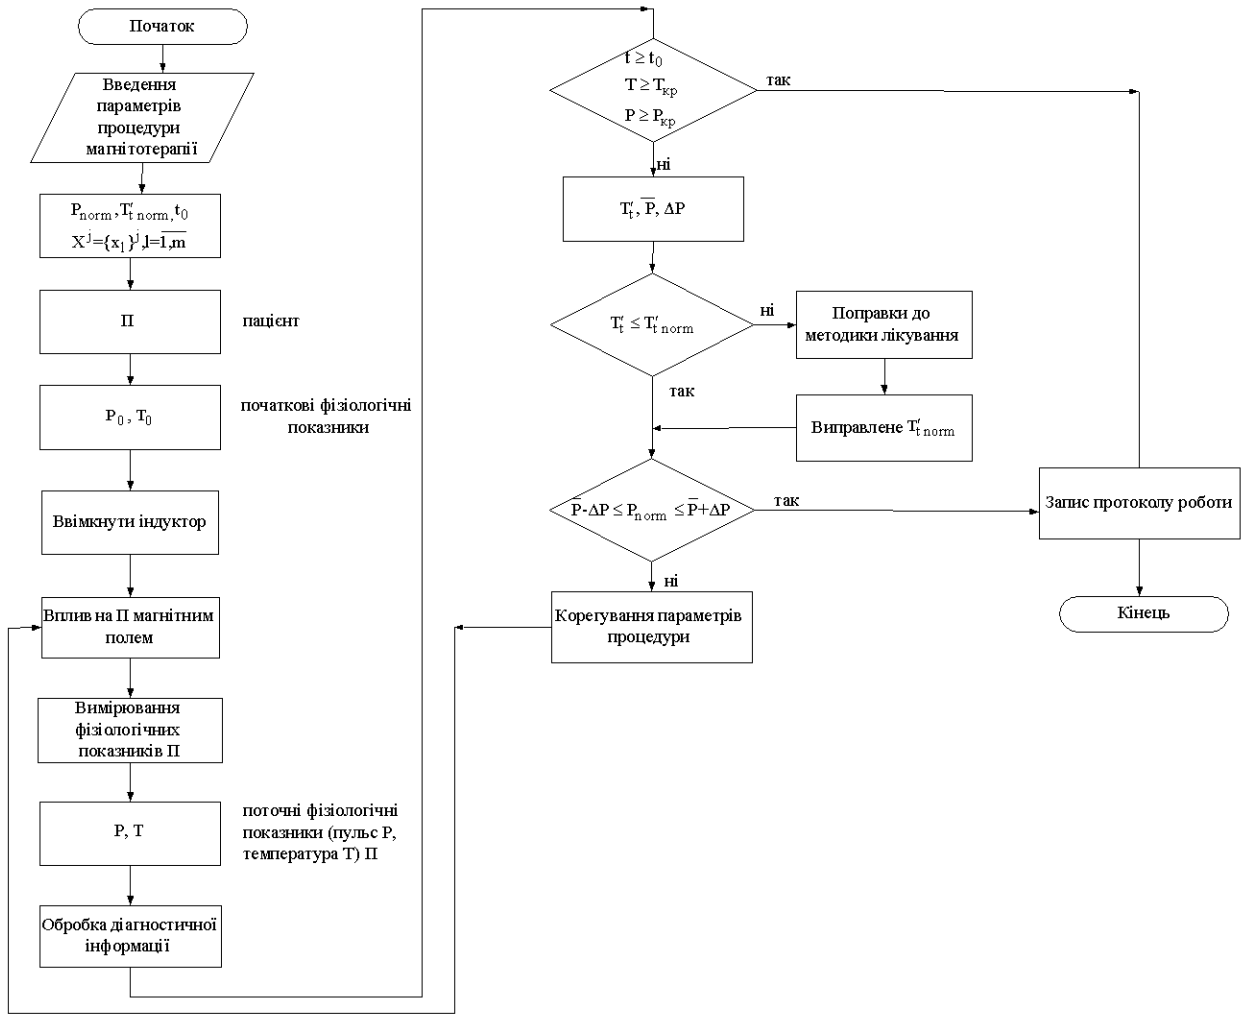 Початок
Введення
параметрів
процедури
магнітотерапії
P_norm, T′_t norm, t_0
X^j={x_l}^j, l=1,m̅
П
пацієнт
P_0 , T_0
початкові фізіологічні
показники
Ввімкнути індуктор
Вплив на П магнітним
полем
Вимірювання
фізіологічних
показників П
P, T
поточні фізіологічні
показники (пульс P,
температура T) П
Обробка діагностичної
інформації
t ≥ t_0
T ≥ T_кр
P ≥ P_кр
так
ні
T′_t, P̅, ΔP
T′_t ≤ T′_t norm
ні
так
Поправки до
методики лікування
Виправлене T′_t norm
P̅-ΔP ≤ P_norm ≤ P̅+ΔP
так
ні
Корегування параметрів
процедури
Запис протоколу роботи
Кінець